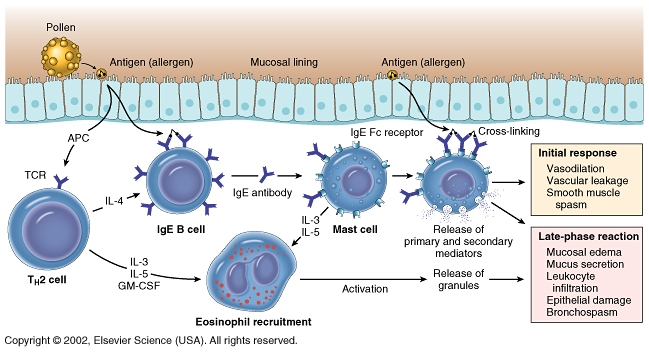 Pollen
Antigen (allergen)
Mucosal lining
Antigen (allergen)
APC
IgE Fc receptor
Cross-linking
TCR
IL-4
IgE antibody
IgE B cell
Mast cell
IL-3
IL-5
Release of
primary and secondary
mediators
Initial response
Vasodilation
Vascular leakage
Smooth muscle
spasm
TH2 cell
IL-3
IL-5
GM-CSF
Eosinophil recruitment
Activation
Release of
granules
Late-phase reaction
Mucosal edema
Mucus secretion
Leukocyte
infiltration
Epithelial damage
Bronchospasm
Copyright © 2002, Elsevier Science (USA). All rights reserved.